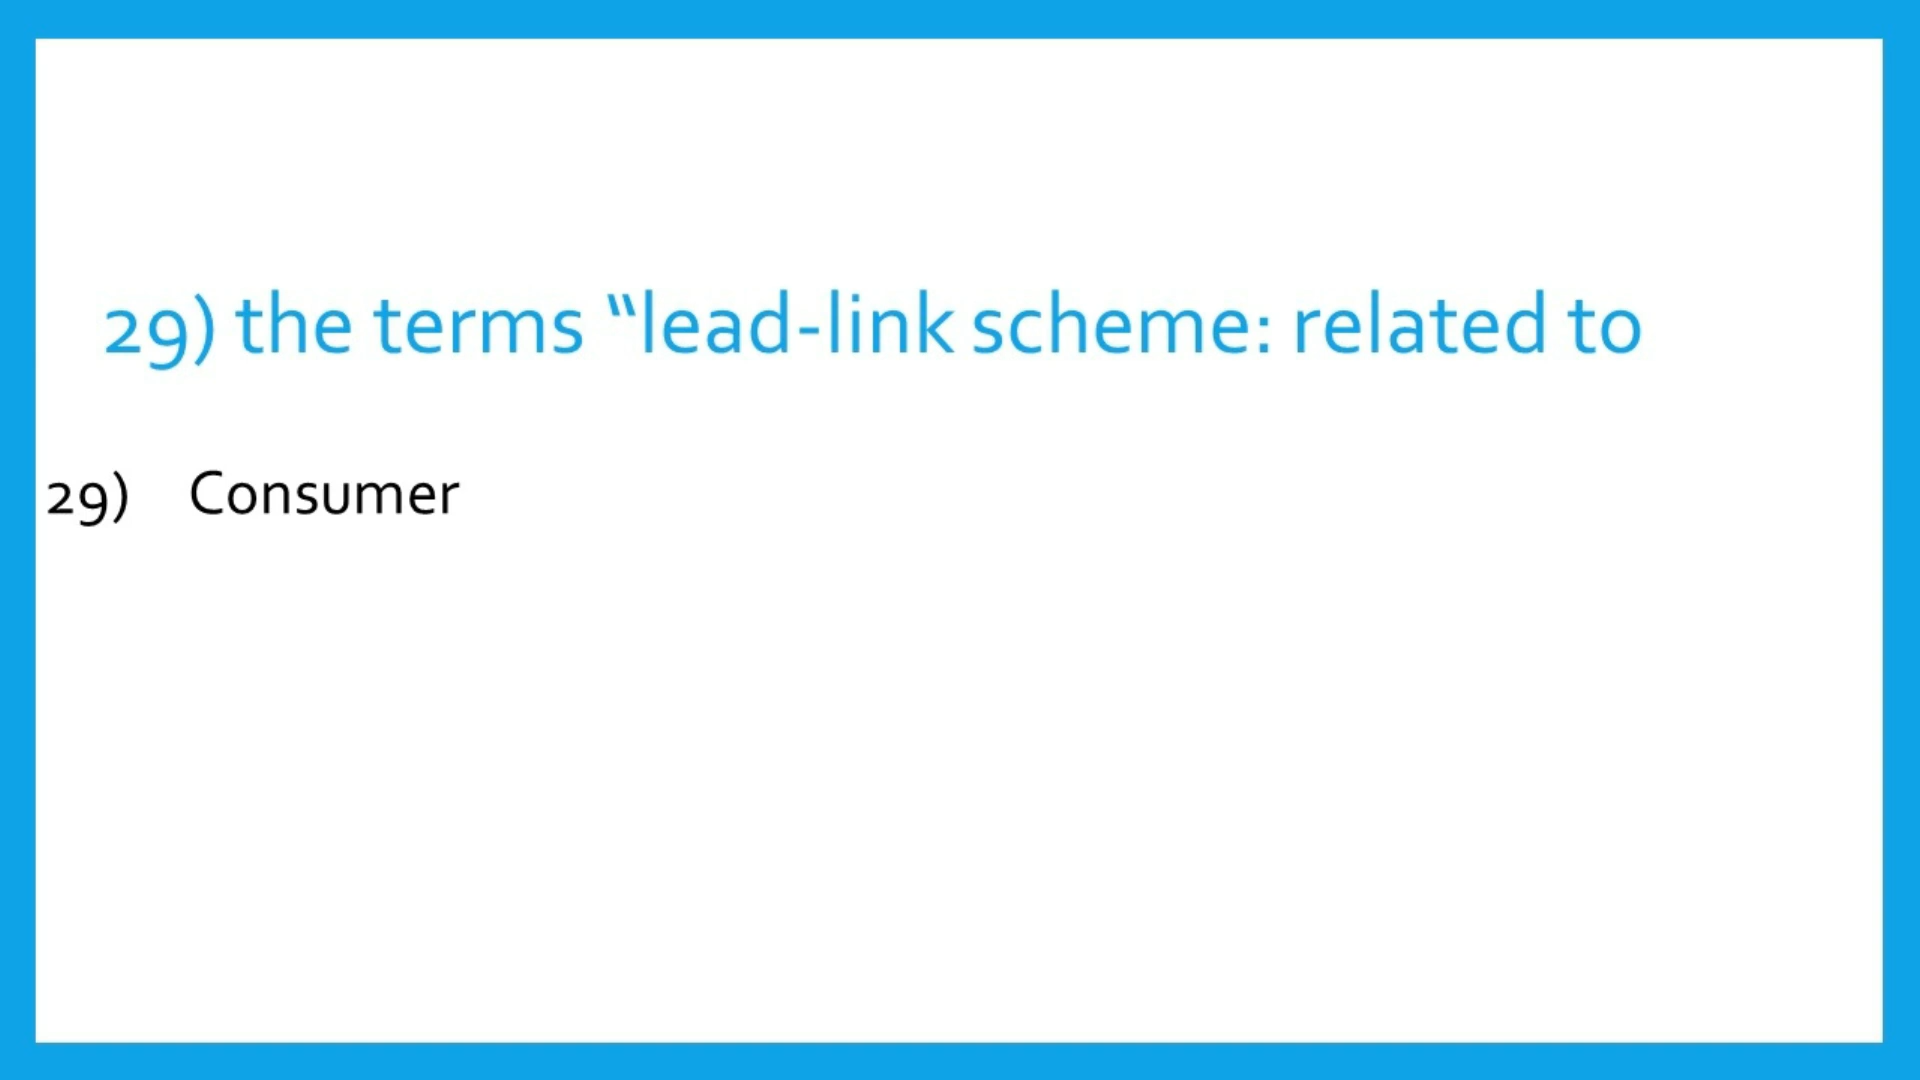 29) the terms “lead-link scheme: related to
29) Consumer